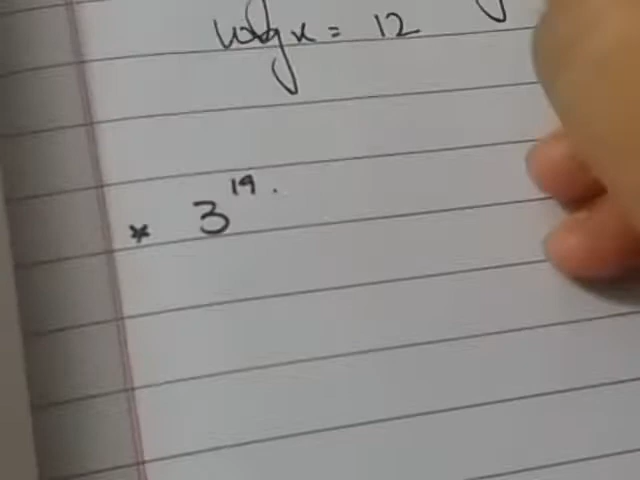 log x = 12
* 3^19.